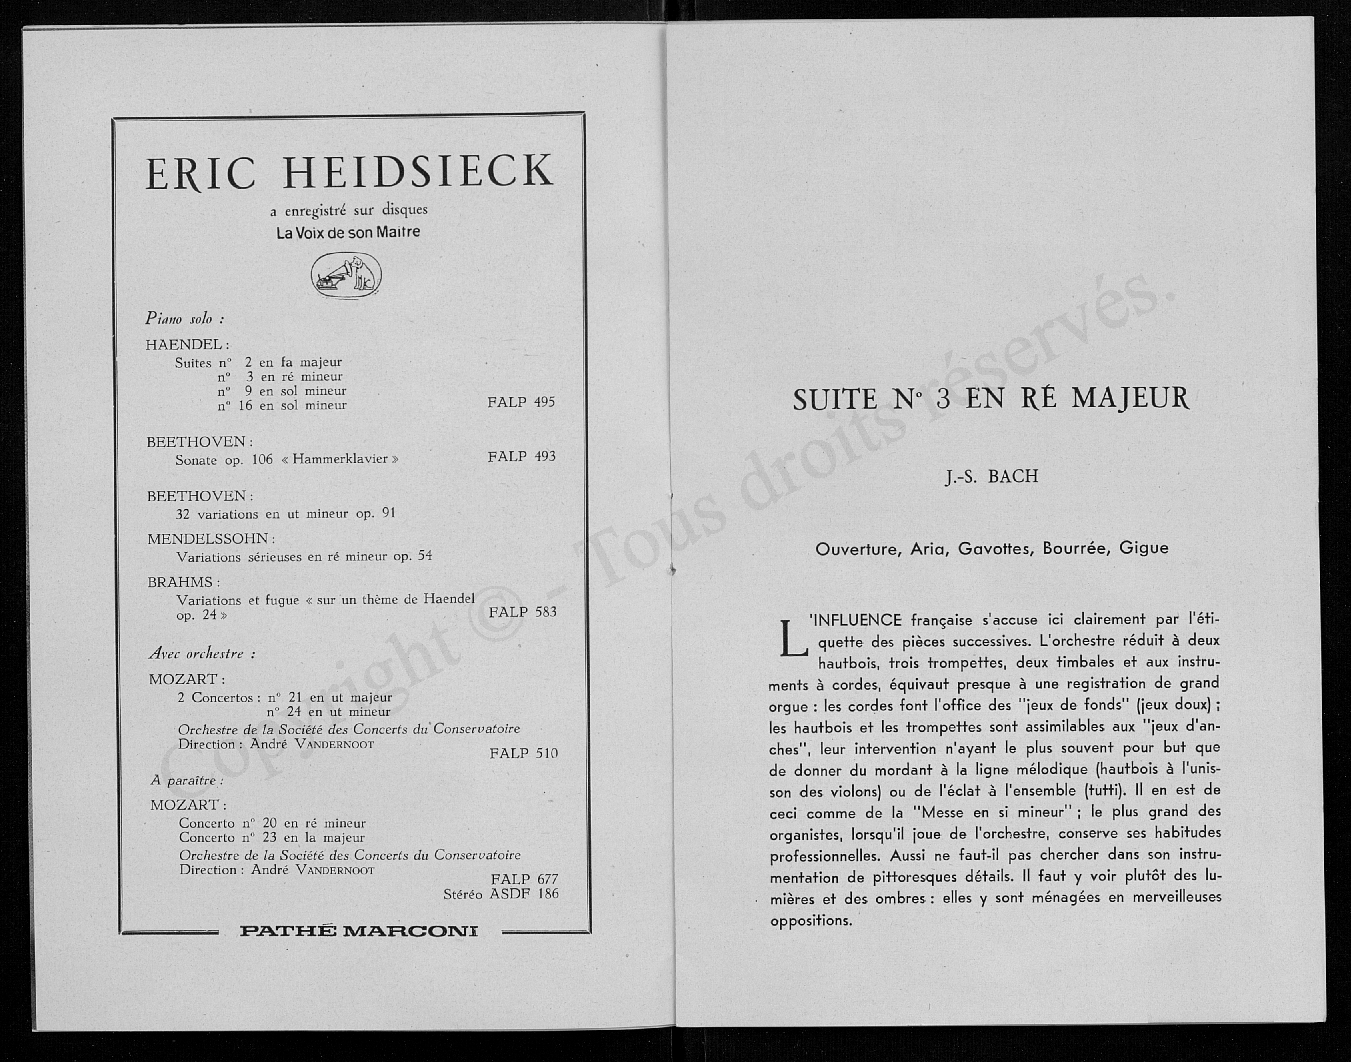 ERIC HEIDSIECK
a enregistré sur disques
La Voix de son Maitre
Piano solo :
HAENDEL :
Suites n° 2 en fa majeur
n° 3 en ré mineur
n° 9 en sol mineur
n° 16 en sol mineur FALP 495
BEETHOVEN :
Sonate op. 106 « Hammerklavier » FALP 493
BEETHOVEN :
32 variations en ut mineur op. 91
MENDELSSOHN :
Variations sérieuses en ré mineur op. 54
BRAHMS :
Variations et fugue « sur un thème de Haendel
op. 24 » FALP 583
Avec orchestre :
MOZART :
2 Concertos : n° 21 en ut majeur
n° 24 en ut mineur
Orchestre de la Société des Concerts du Conservatoire
Direction : André VANDERNOOT
FALP 510
A paraître :
MOZART :
Concerto n° 20 en ré mineur
Concerto n° 23 en la majeur
Orchestre de la Société des Concerts du Conservatoire
Direction : André VANDERNOOT
FALP 677
Stéréo ASDF 186
PATHÉ MARCONI
SUITE N° 3 EN RÉ MAJEUR
J.-S. BACH
Ouverture, Aria, Gavottes, Bourrée, Gigue
L'INFLUENCE française s'accuse ici clairement par l'éti-
quette des pièces successives. L'orchestre réduit à deux
hautbois, trois trompettes, deux timbales et aux instru-
ments à cordes, équivaut presque à une registration de grand
orgue : les cordes font l'office des "jeux de fonds" (jeux doux) ;
les hautbois et les trompettes sont assimilables aux "jeux d'an-
ches", leur intervention n'ayant le plus souvent pour but que
de donner du mordant à la ligne mélodique (hautbois à l'unis-
son des violons) ou de l'éclat à l'ensemble (tutti). Il en est de
ceci comme de la "Messe en si mineur" ; le plus grand des
organistes, lorsqu'il joue de l'orchestre, conserve ses habitudes
professionnelles. Aussi ne faut-il pas chercher dans son instru-
mentation de pittoresques détails. Il faut y voir plutôt des lu-
mières et des ombres : elles y sont ménagées en merveilleuses
oppositions.
Copyright © - Tous droits réservés.